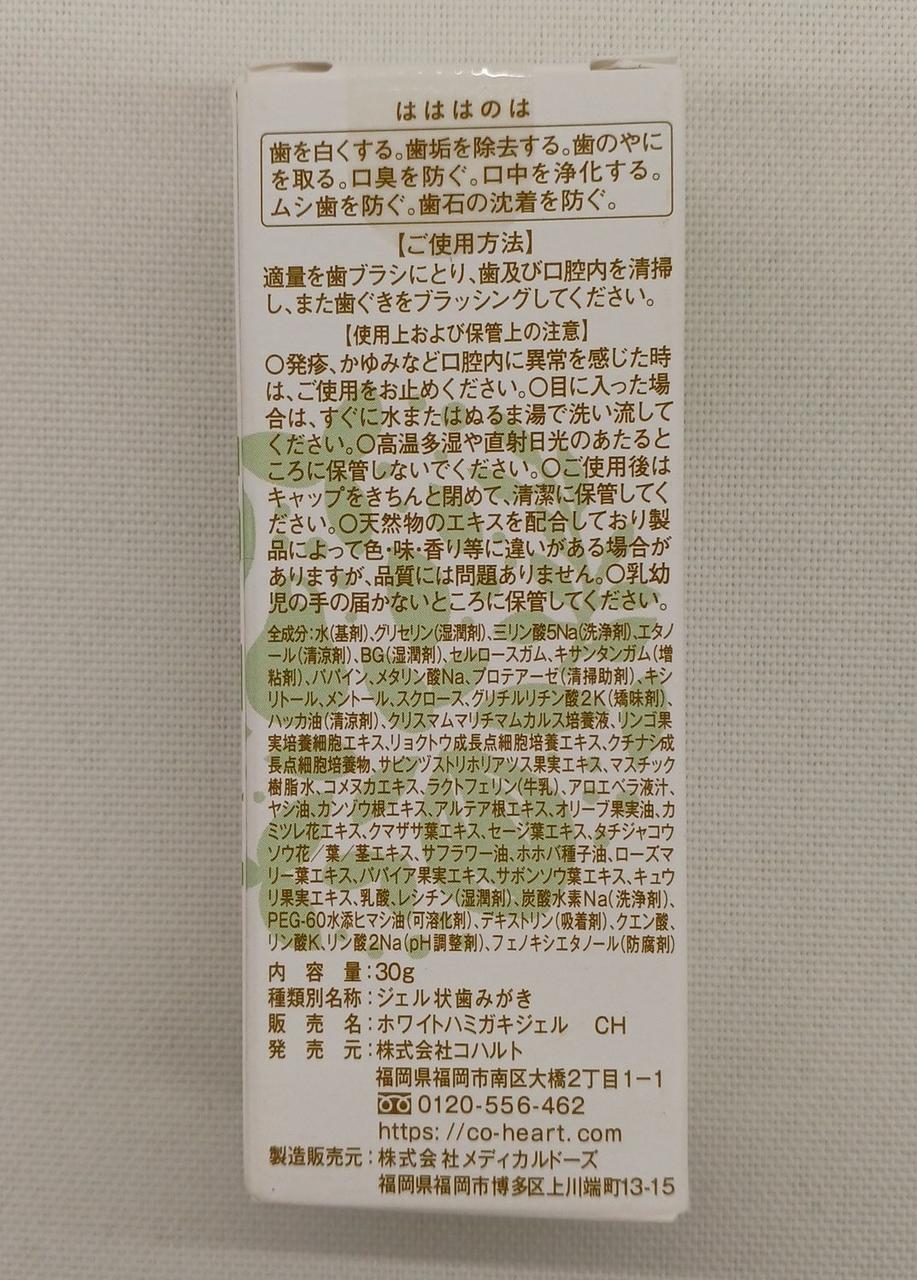 はははのは
歯を白くする。歯垢を除去する。歯のやに
を取る。口臭を防ぐ。口中を浄化する。
ムシ歯を防ぐ。歯石の沈着を防ぐ。
【ご使用方法】
適量を歯ブラシにとり、歯及び口腔内を清掃
し、また歯ぐきをブラッシングしてください。
【使用上および保管上の注意】
〇発疹、かゆみなど口腔内に異常を感じた時
は、ご使用をお止めください。〇目に入った場
合は、すぐに水またはぬるま湯で洗い流して
ください。〇高温多湿や直射日光のあたると
ころに保管しないでください。〇ご使用後は
キャップをきちんと閉めて、清潔に保管してく
ださい。〇天然物のエキスを配合しており製
品によって色・味・香り等に違いがある場合が
ありますが、品質には問題ありません。〇乳幼
児の手の届かないところに保管してください。
全成分:水(基剤)、グリセリン(湿潤剤)、三リン酸5Na(洗浄剤)、エタノ
ール(清涼剤)、BG(湿潤剤)、セルロースガム、キサンタンガム(増
粘剤)、パパイン、メタリン酸Na、プロテアーゼ(清掃助剤)、キシ
リトール、メントール、スクロース、グリチルリチン酸2K(矯味剤)、
ハッカ油(清涼剤)、クリスマムマリチマムカルス培養液、リンゴ果
実培養細胞エキス、リョクトウ成長点細胞培養エキス、クチナシ成
長点細胞培養物、サピンヅストリホリアツス果実エキス、マスチック
樹脂水、コメヌカエキス、ラクトフェリン(牛乳)、アロエベラ液汁、
ヤシ油、カンゾウ根エキス、アルテア根エキス、オリーブ果実油、カ
ミツレ花エキス、クマザサ葉エキス、セージ葉エキス、タチジャコウ
ソウ花/葉/茎エキス、サフラワー油、ホホバ種子油、ローズマ
リー葉エキス、パパイア果実エキス、サボンソウ葉エキス、キュウ
リ果実エキス、乳酸、レシチン(湿潤剤)、炭酸水素Na(洗浄剤)、
PEG-60水添ヒマシ油(可溶化剤)、デキストリン(吸着剤)、クエン酸、
リン酸K、リン酸2Na(pH調整剤)、フェノキシエタノール(防腐剤)
内 容 量:30g
種類別名称:ジェル状歯みがき
販 売 名:ホワイトハミガキジェル CH
発 売 元:株式会社コハルト
福岡県福岡市南区大橋2丁目1-1
0120-556-462
https://co-heart.com
製造販売元:株式会社メディカルドーズ
福岡県福岡市博多区上川端町13-15